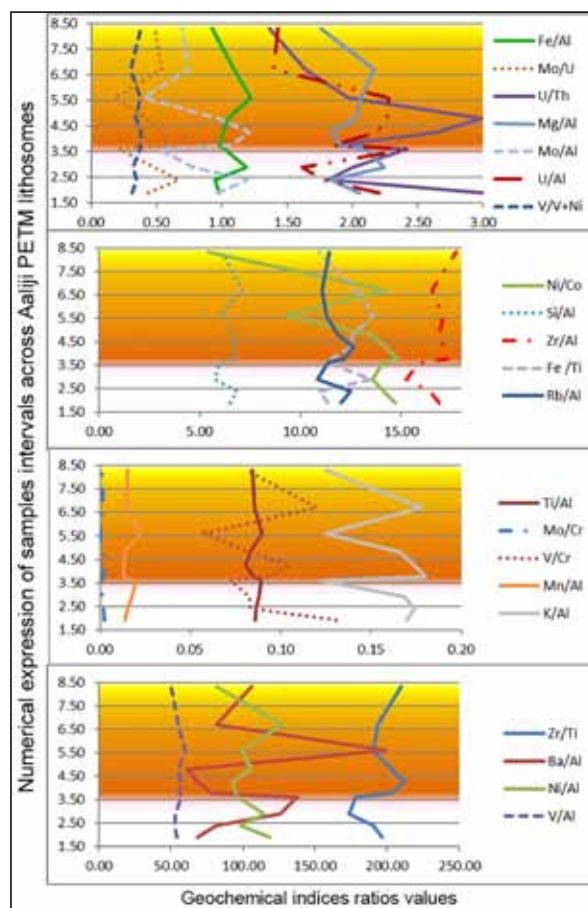 Numerical expression of samples intervals across Aaliji PETM lithosomes
8.50
7.50
6.50
5.50
4.50
3.50
2.50
1.50
0.00 0.50 1.00 1.50 2.00 2.50 3.00
Fe/Al
Mo/U
U/Th
Mg/Al
Mo/Al
U/Al
V/V+Ni
8.50
7.50
6.50
5.50
4.50
3.50
2.50
1.50
0.00 5.00 10.00 15.00
Ni/Co
Si/Al
Zr/Al
Fe /Ti
Rb/Al
8.50
7.50
6.50
5.50
4.50
3.50
2.50
1.50
0.00 0.05 0.10 0.15 0.20
Ti/Al
Mo/Cr
V/Cr
Mn/Al
K/Al
8.50
7.50
6.50
5.50
4.50
3.50
2.50
1.50
0.00 50.00 100.00 150.00 200.00 250.00
Zr/Ti
Ba/Al
Ni/Al
V/Al
Geochemical indices ratios values